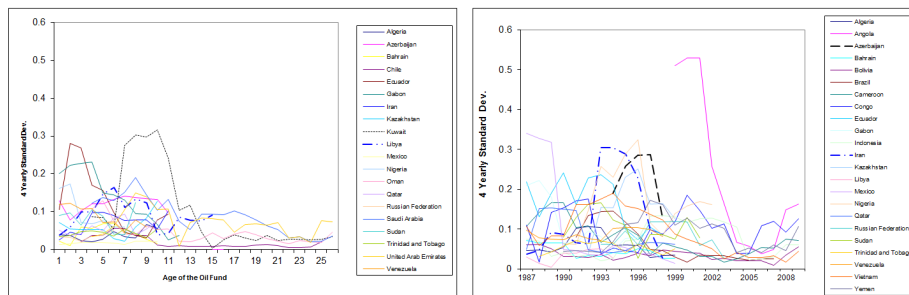 0.6
0.5
0.4
0.3
0.2
0.1
0
4 Yearly Standard Dev.
1 3 5 7 9 11 13 15 17 19 21 23 25
Age of the Oil Fund
Algeria
Azerbaijan
Bahrain
Chile
Ecuador
Gabon
Iran
Kazakhstan
Kuwait
Libya
Mexico
Nigeria
Oman
Qatar
Russian Federation
Saudi Arabia
Sudan
Trinidad and Tobago
United Arab Emirates
Venezuela
0.6
0.5
0.4
0.3
0.2
0.1
0
4 Yearly Standard Dev.
1987 1990 1993 1996 1999 2002 2005 2008
Algeria
Angola
Azerbaijan
Bahrain
Bolivia
Brazil
Cameroon
Congo
Ecuador
Gabon
Indonesia
Iran
Kazakhstan
Libya
Mexico
Nigeria
Qatar
Russian Federation
Sudan
Trinidad and Tobago
Venezuela
Vietnam
Yemen